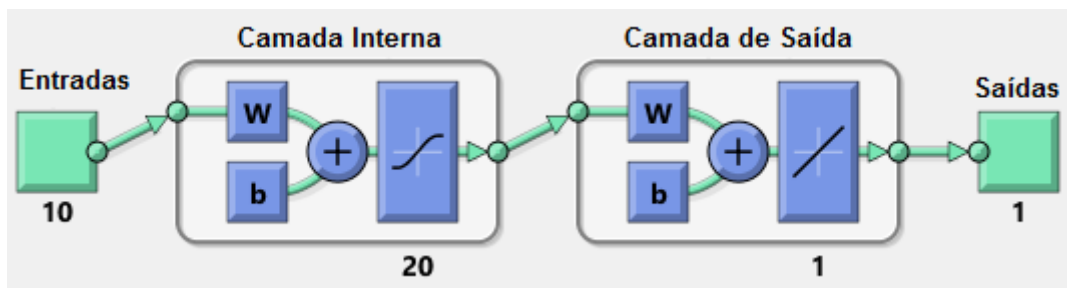 Camada Interna
Camada de Saída
Entradas
Saídas
W
W
b
b
10
20
1
1